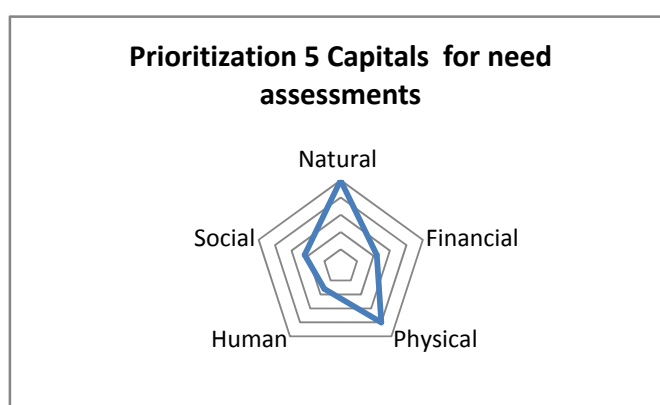 Prioritization 5 Capitals for need
assessments
Natural
Social
Financial
Human
Physical